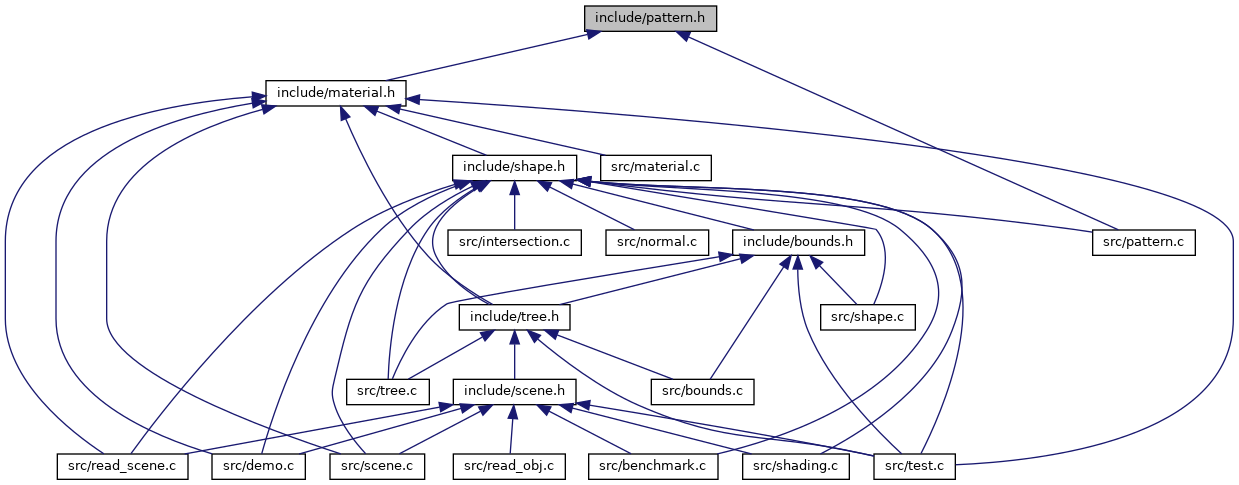 include/pattern.h
include/material.h
include/shape.h
src/material.c
src/intersection.c
src/normal.c
include/bounds.h
src/pattern.c
include/tree.h
src/shape.c
src/tree.c
include/scene.h
src/bounds.c
src/read_scene.c
src/demo.c
src/scene.c
src/read_obj.c
src/benchmark.c
src/shading.c
src/test.c